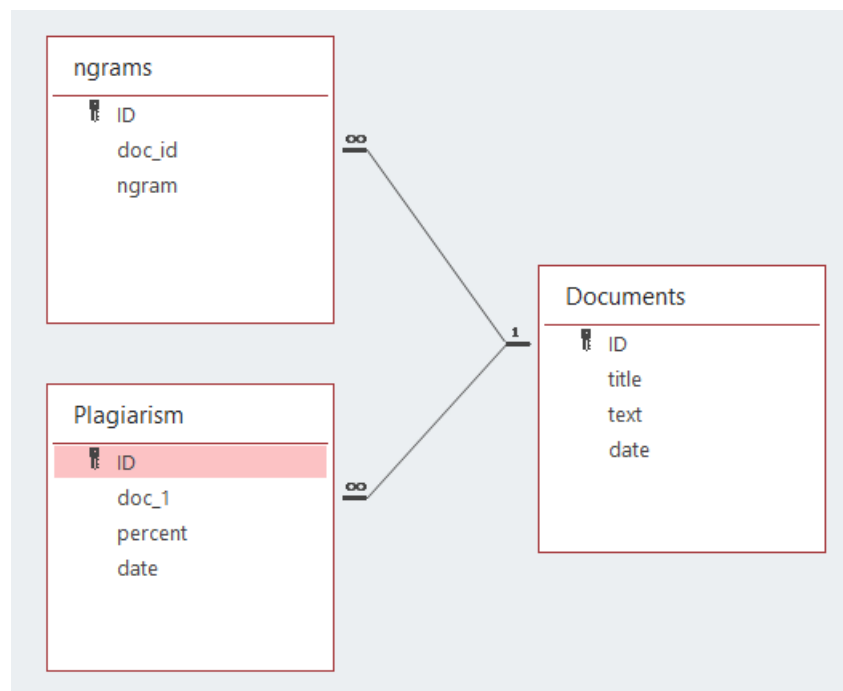 ngrams
ID
doc_id
ngram
∞
1
Documents
ID
title
text
date
Plagiarism
ID
doc_1
percent
date
∞